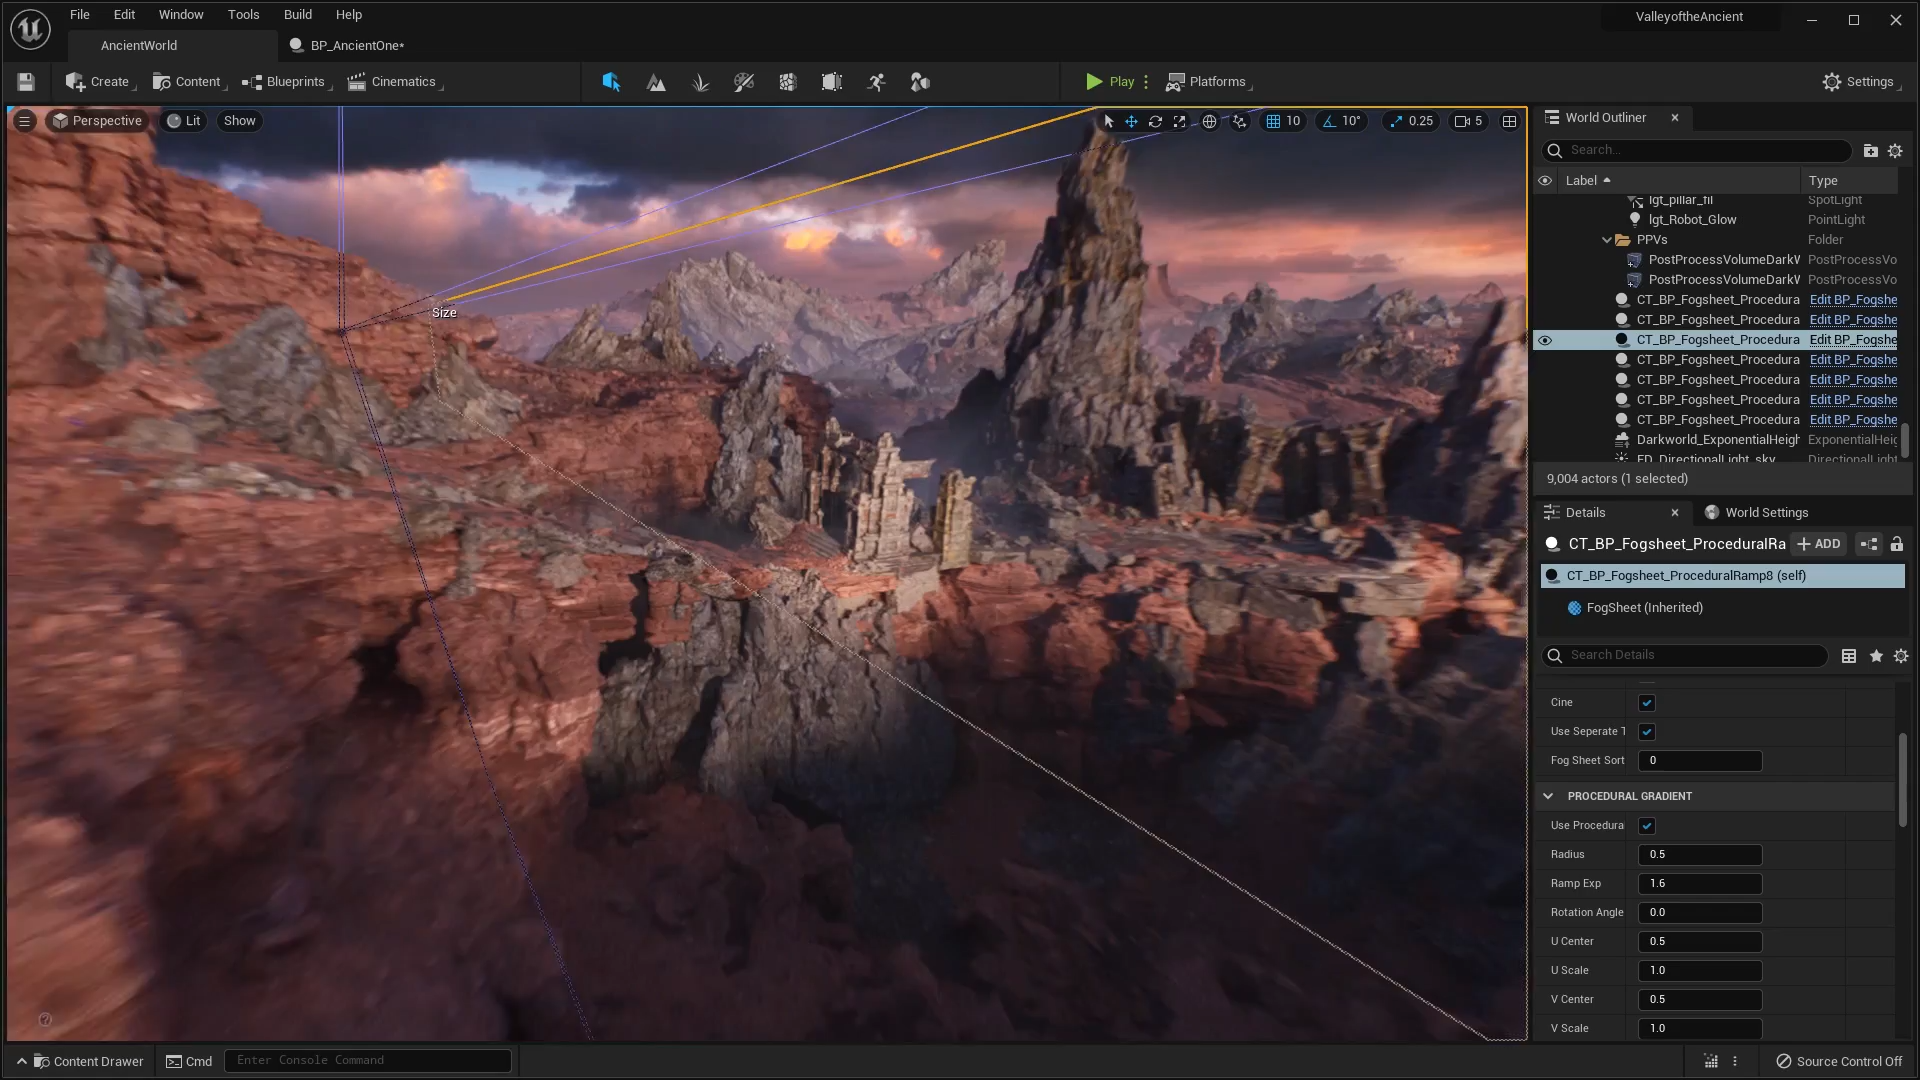 File Edit Window Tools Build Help
ValleyoftheAncient
AncientWorld
BP_AncientOne*
Create
Content
Blueprints
Cinematics
Play
Platforms
Settings
Perspective
Lit
Show
10
10°
0.25
5
Size
World Outliner
Search...
Label
Type
lgt_pillar_fil SpotLight
lgt_Robot_Glow PointLight
PPVs Folder
PostProcessVolumeDarkW PostProcessVo
PostProcessVolumeDarkW PostProcessVo
CT_BP_Fogsheet_Procedura Edit BP_Fogshe
CT_BP_Fogsheet_Procedura Edit BP_Fogshe
CT_BP_Fogsheet_Procedura Edit BP_Fogshe
CT_BP_Fogsheet_Procedura Edit BP_Fogshe
CT_BP_Fogsheet_Procedura Edit BP_Fogshe
CT_BP_Fogsheet_Procedura Edit BP_Fogshe
CT_BP_Fogsheet_Procedura Edit BP_Fogshe
Darkworld_ExponentialHeigh ExponentialHeig
ED_DirectionalLight_sky DirectionalLight
9,004 actors (1 selected)
Details
World Settings
CT_BP_Fogsheet_ProceduralRa
+ ADD
CT_BP_Fogsheet_ProceduralRamp8 (self)
FogSheet (Inherited)
Search Details
Cine
Use Seperate T
Fog Sheet Sort 0
PROCEDURAL GRADIENT
Use Procedura
Radius 0.5
Ramp Exp 1.6
Rotation Angle 0.0
U Center 0.5
U Scale 1.0
V Center 0.5
V Scale 1.0
Content Drawer
Cmd
Enter Console Command
Source Control Off